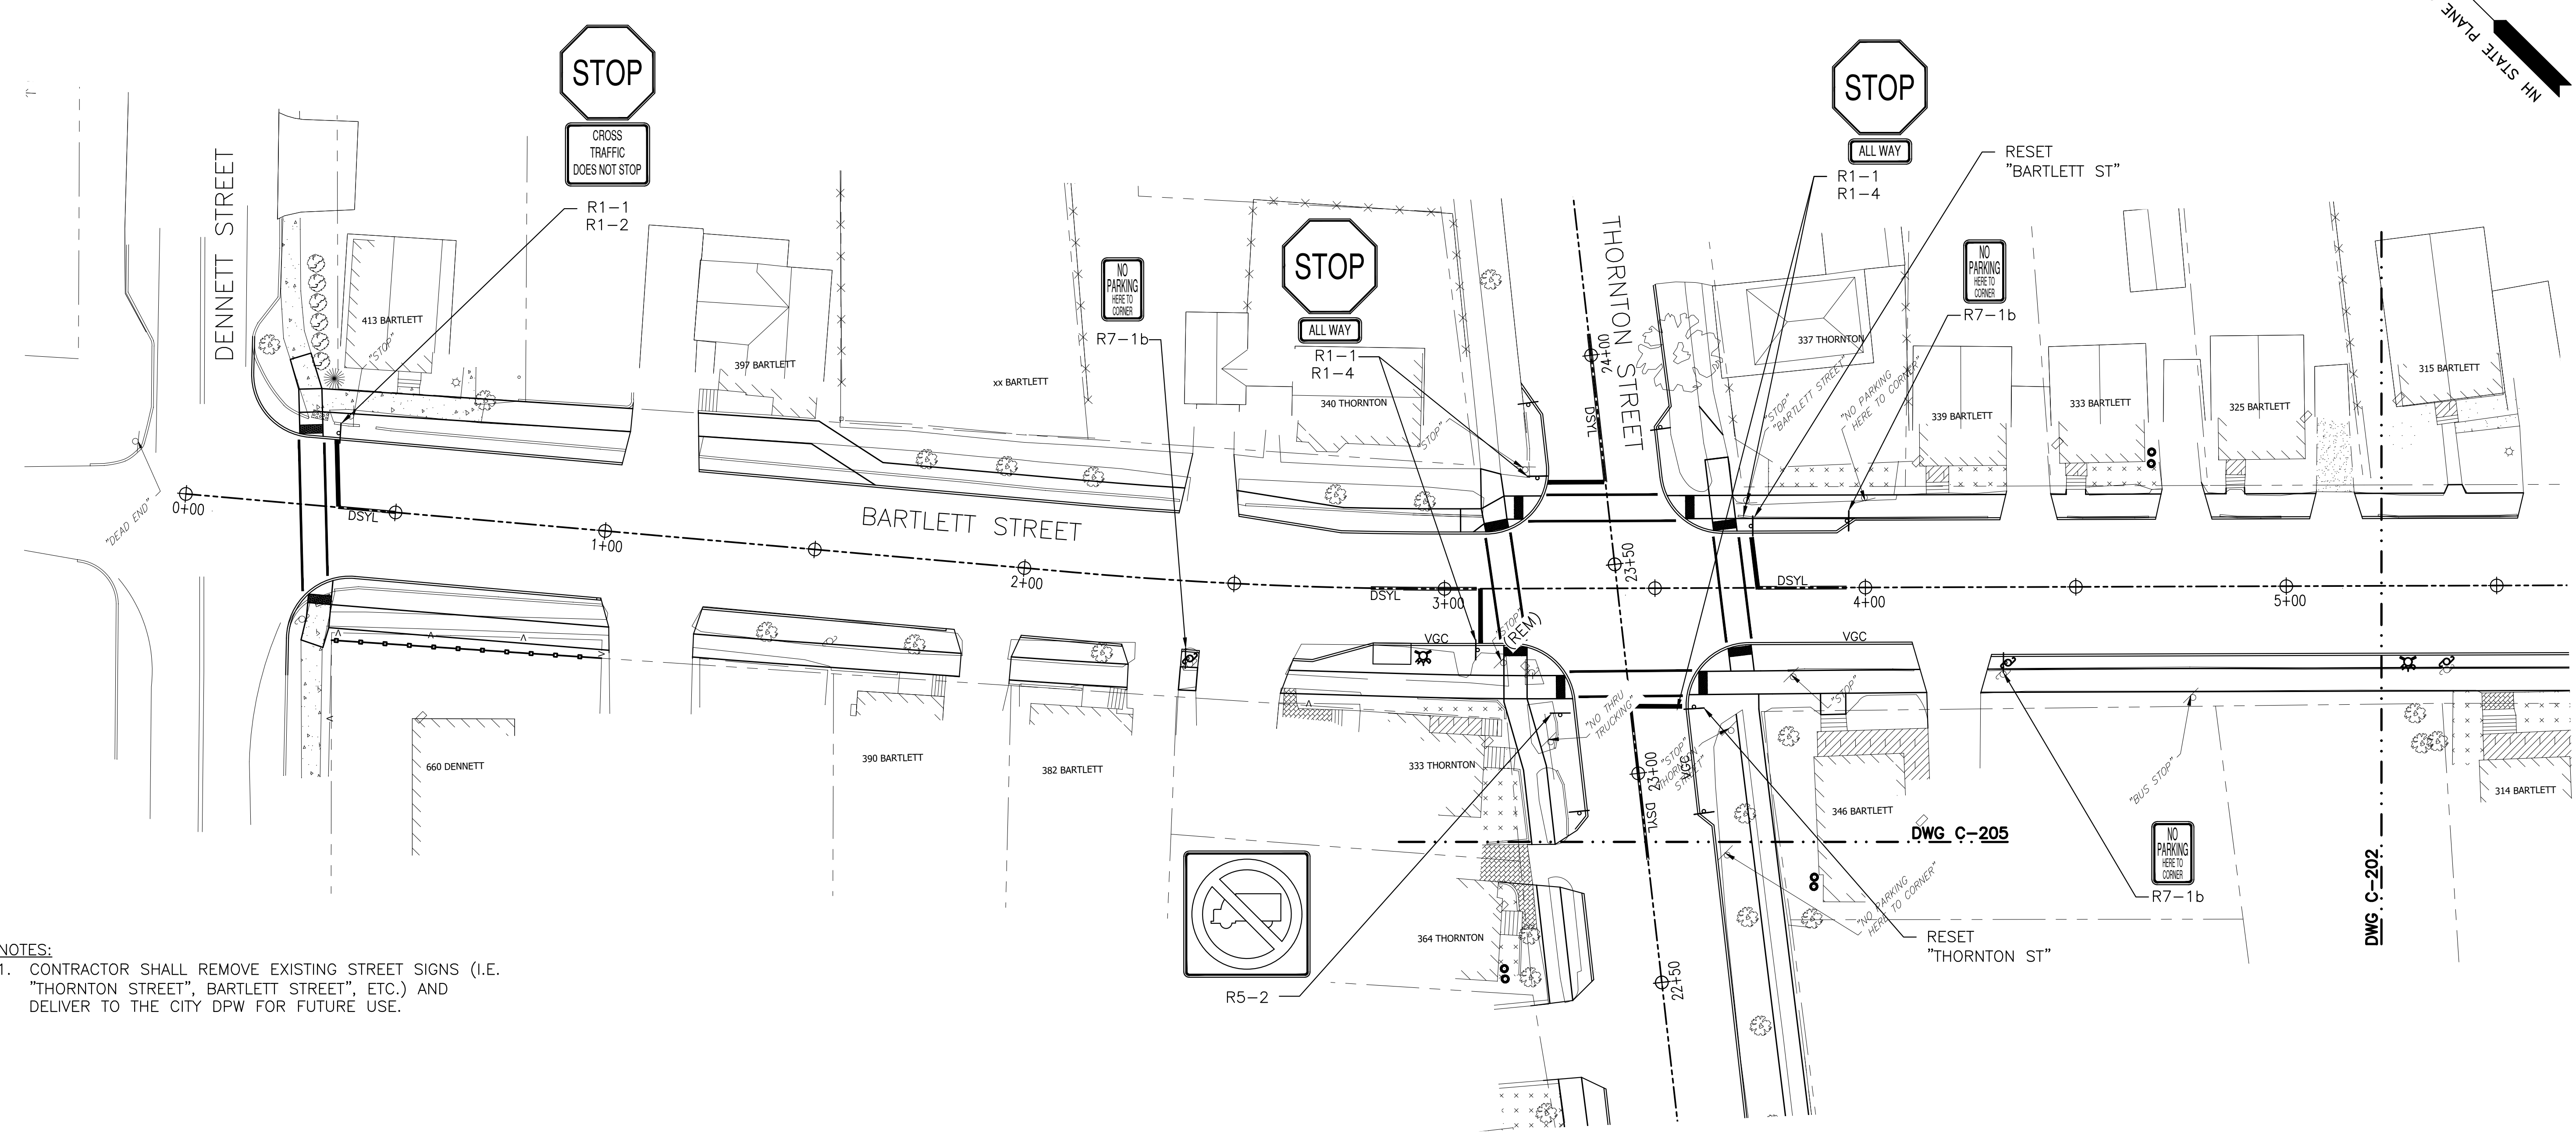 NH STATE PLANE
STOP
CROSS
TRAFFIC
DOES NOT STOP
R1-1
R1-2
STOP
ALL WAY
R1-1
R1-4
RESET
"BARTLETT ST"
DENNETT STREET
THORNTON STREET
NO
PARKING
HERE TO
CORNER
R7-1b
STOP
ALL WAY
R1-1
R1-4
NO
PARKING
HERE TO
CORNER
R7-1b
413 BARTLETT
"STOP"
397 BARTLETT
xx BARTLETT
340 THORNTON
"STOP"
24+00
DSYL
337 THORNTON
"STOP"
"BARTLETT STREET"
"NO PARKING
HERE TO CORNER"
339 BARTLETT
333 BARTLETT
325 BARTLETT
315 BARTLETT
"DEAD END"
0+00
DSYL
1+00
BARTLETT STREET
2+00
DSYL
3+00
23+50
DSYL
4+00
5+00
VGC
"STOP"
(REM)
VGC
660 DENNETT
390 BARTLETT
382 BARTLETT
333 THORNTON
"NO THRU
TRUCKING"
"STOP"
"THORNTON
STREET"
23+00
VGC
DSYL
"STOP"
346 BARTLETT
"BUS STOP"
314 BARTLETT
DWG C-205
DWG C-202
NO
PARKING
HERE TO
CORNER
R7-1b
"NO PARKING
HERE TO CORNER"
364 THORNTON
R5-2
22+50
RESET
"THORNTON ST"
NOTES:
1. CONTRACTOR SHALL REMOVE EXISTING STREET SIGNS (I.E.
"THORNTON STREET", BARTLETT STREET", ETC.) AND
DELIVER TO THE CITY DPW FOR FUTURE USE.